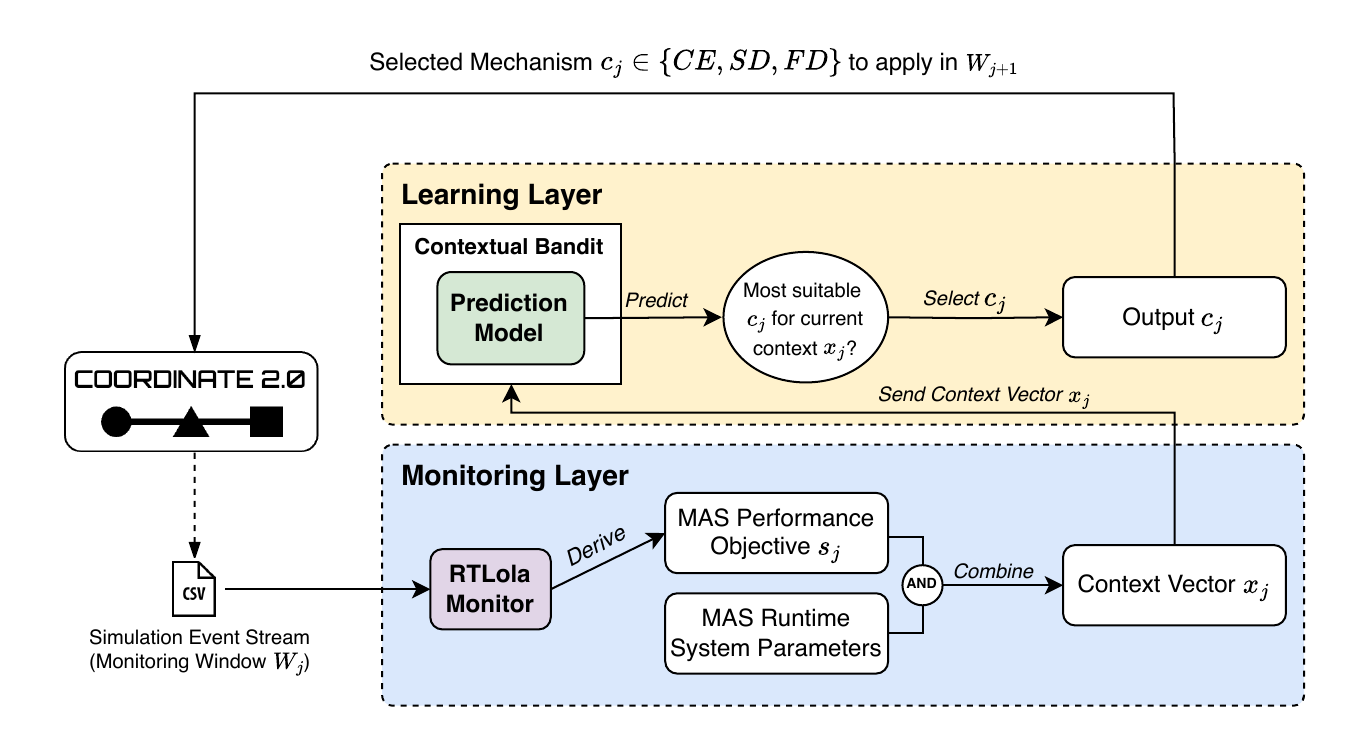 Selected Mechanism c_j ∈ {CE, SD, FD} to apply in W_{j+1}
Learning Layer
Contextual Bandit
Prediction
Model
Predict
Most suitable
c_j for current
context x_j?
Select c_j
Output c_j
Send Context Vector x_j
COORDINATE 2.0
Monitoring Layer
MAS Performance
Objective s_j
Derive
RTLola
Monitor
AND
Combine
Context Vector x_j
MAS Runtime
System Parameters
CSV
Simulation Event Stream
(Monitoring Window W_j)